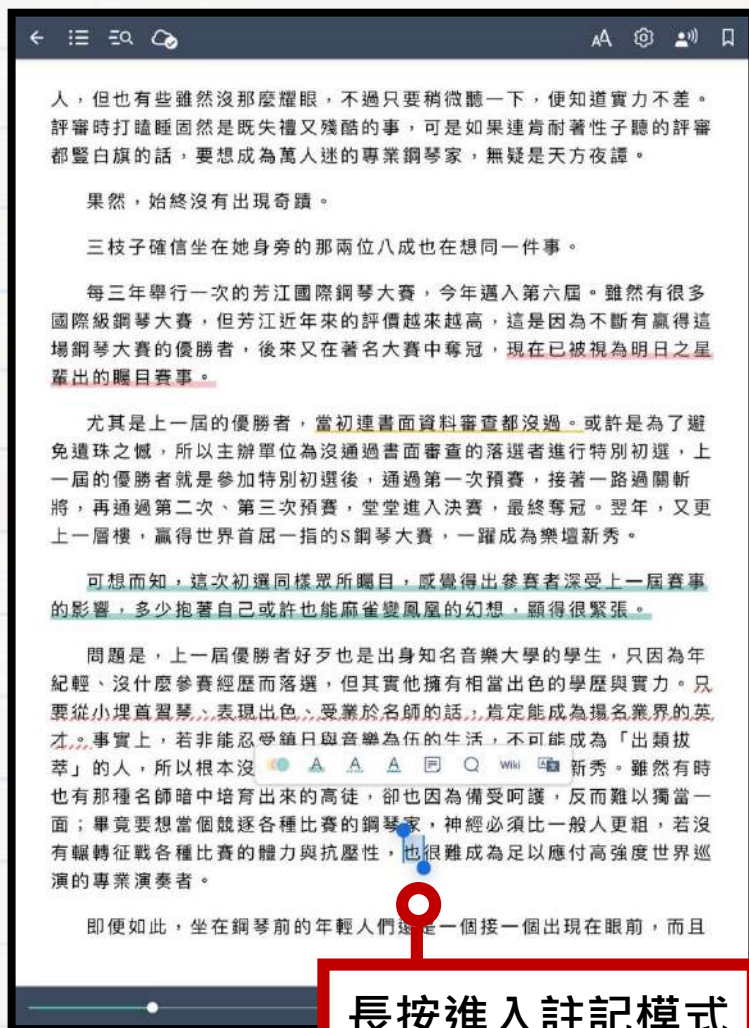 AA
人，但也有些雖然沒那麼耀眼，不過只要稍微聽一下，便知道實力不差。
評審時打瞌睡固然是既失禮又殘酷的事，可是如果連肯耐著性子聽的評審
都豎白旗的話，要想成為萬人迷的專業鋼琴家，無疑是天方夜譚。
果然，始終沒有出現奇蹟。
三枝子確信坐在她身旁的那兩位八成也在想同一件事。
每三年舉行一次的芳江國際鋼琴大賽，今年邁入第六屆。雖然有很多
國際級鋼琴大賽，但芳江近年來的評價越來越高，這是因為不斷有贏得這
場鋼琴大賽的優勝者，後來又在著名大賽中奪冠，現在已被視為明日之星
輩出的矚目賽事。
尤其是上一屆的優勝者，當初連書面資料審查都沒過。或許是為了避
免遺珠之憾，所以主辦單位為沒通過書面審查的落選者進行特別初選，上
一屆的優勝者就是參加特別初選後，通過第一次預賽，接著一路過關斬
將，再通過第二次、第三次預賽，堂堂進入決賽，最終奪冠。翌年，又更
上一層樓，贏得世界首屈一指的S鋼琴大賽，一躍成為樂壇新秀。
可想而知，這次初選同樣眾所矚目，感覺得出參賽者深受上一屆賽事
的影響，多少抱著自己或許也能麻雀變鳳凰的幻想，顯得很緊張。
問題是，上一屆優勝者好歹也是出身知名音樂大學的學生，只因為年
紀輕、沒什麼參賽經歷而落選，但其實他擁有相當出色的學歷與實力。只
要從小埋首習琴、表現出色、受業於名師的話，肯定能成為揚名業界的英
才。事實上，若非能忍受鎮日與音樂為伍的生活，不可能成為「出類拔
萃」的人，所以根本沒 A A A Wiki 新秀。雖然有時
也有那種名師暗中培育出來的高徒，卻也因為備受呵護，反而難以獨當一
面；畢竟要想當個競逐各種比賽的鋼琴家，神經必須比一般人更粗，若沒
有輾轉征戰各種比賽的體力與抗壓性，也很難成為足以應付高強度世界巡
演的專業演奏者。
即便如此，坐在鋼琴前的年輕人們還是一個接一個出現在眼前，而且
長按進入註記模式